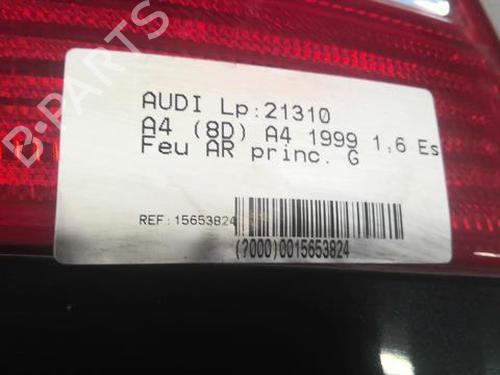 B-PARTS
AUDI Lp:21310
A4 (8D) A4 1999 1,6 Es
Feu AR princ. G
REF:15653824
(?000)0015653824